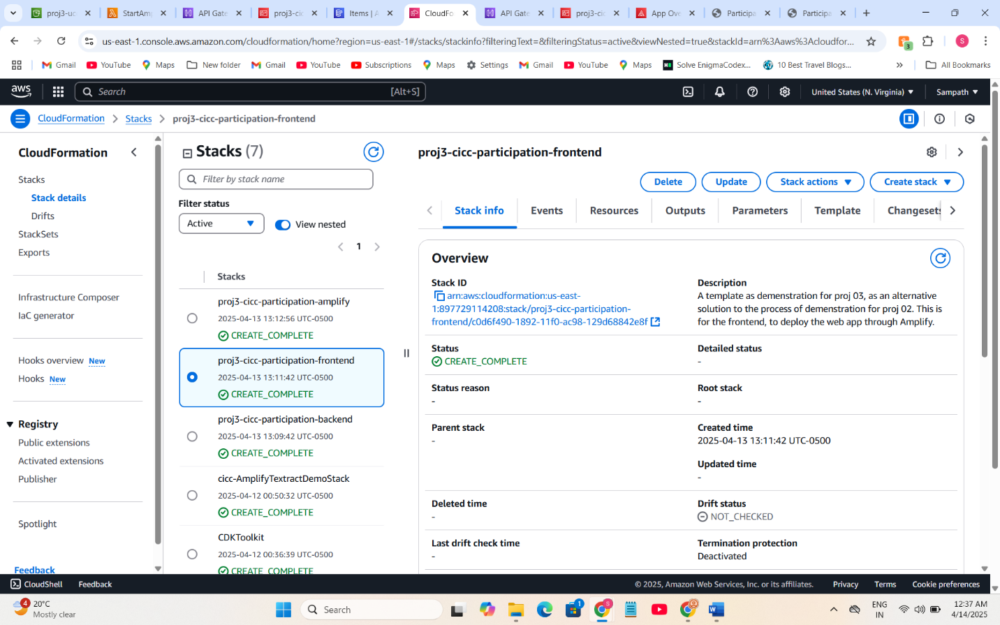 proj3-uc
StartAmp
API Gate
proj3-cic
Items | A
CloudFo
API Gate
proj3-cic
App Ove
Participa
Participa
us-east-1.console.aws.amazon.com/cloudformation/home?region=us-east-1#/stacks/stackinfo?filteringText=&filteringStatus=active&viewNested=true&stackId=arn%3Aaws%3Acloudfor...
3
S
Gmail
YouTube
Maps
New folder
Gmail
YouTube
Subscriptions
Maps
Settings
Gmail
YouTube
Maps
Solve EnigmaCodex...
10 Best Travel Blogs...
»
All Bookmarks
aws
Search
[Alt+S]
United States (N. Virginia)
Sampath
CloudFormation
Stacks
proj3-cicc-participation-frontend
CloudFormation
Stacks
Stack details
Drifts
StackSets
Exports
Infrastructure Composer
IaC generator
Hooks overview New
Hooks New
Registry
Public extensions
Activated extensions
Publisher
Spotlight
Feedback
Stacks (7)
Filter by stack name
Filter status
Active
View nested
1
Stacks
proj3-cicc-participation-amplify
2025-04-13 13:12:56 UTC-0500
CREATE_COMPLETE
proj3-cicc-participation-frontend
2025-04-13 13:11:42 UTC-0500
CREATE_COMPLETE
proj3-cicc-participation-backend
2025-04-13 13:09:42 UTC-0500
CREATE_COMPLETE
cicc-AmplifyTextractDemoStack
2025-04-12 00:50:32 UTC-0500
CREATE_COMPLETE
CDKToolkit
2025-04-12 00:36:39 UTC-0500
CREATE_COMPLETE
proj3-cicc-participation-frontend
Delete
Update
Stack actions
Create stack
Stack info
Events
Resources
Outputs
Parameters
Template
Changesets
Overview
Stack ID
arn:aws:cloudformation:us-east-
1:897729114208:stack/proj3-cicc-participation-
frontend/c0d6f490-1892-11f0-ac98-129d68842e8f
Description
A template as demenstration for proj 03, as an alternative
solution to the process of demenstration for proj 02. This is
for the frontend, to deploy the web app through Amplify.
Status
CREATE_COMPLETE
Detailed status
-
Status reason
-
Root stack
-
Parent stack
-
Created time
2025-04-13 13:11:42 UTC-0500
Updated time
-
Deleted time
-
Drift status
NOT_CHECKED
Last drift check time
-
Termination protection
Deactivated
CloudShell
Feedback
© 2025, Amazon Web Services, Inc. or its affiliates.
Privacy
Terms
Cookie preferences
4
20°C
Mostly clear
Search
1
S
ENG
IN
12:37 AM
4/14/2025